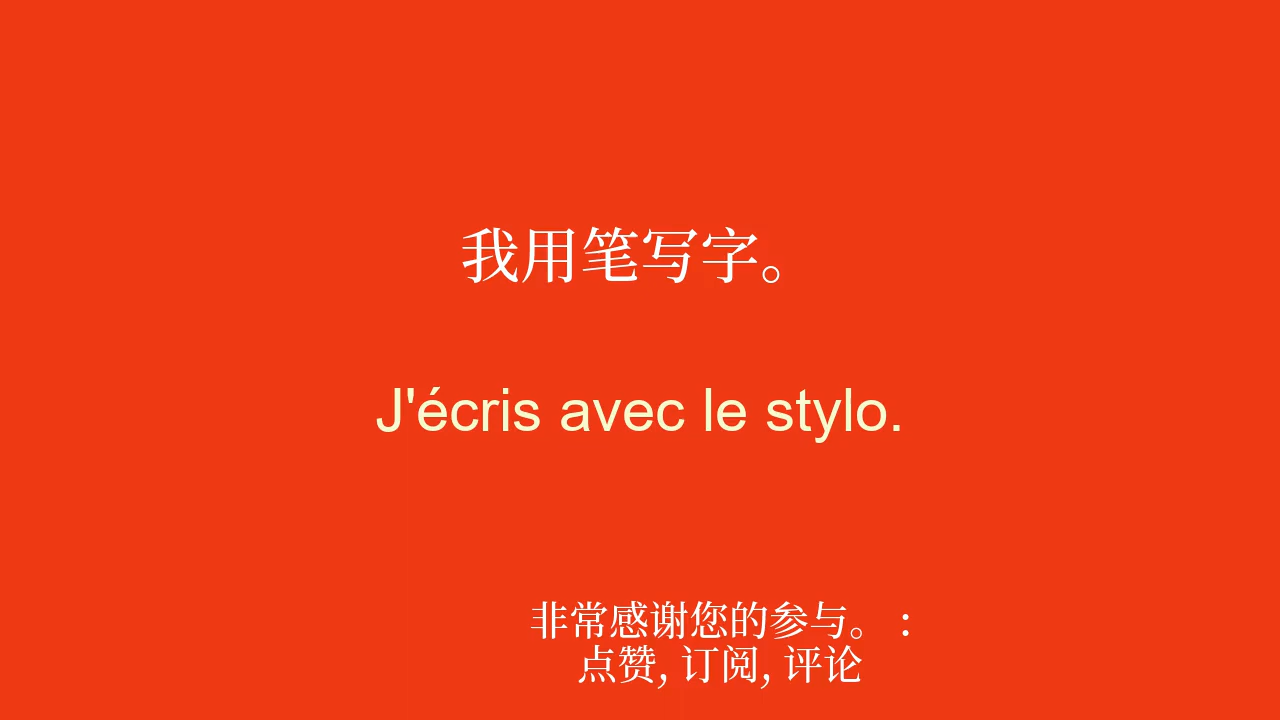 我用笔写字。
J'écris avec le stylo.
非常感谢您的参与。 :
点赞, 订阅, 评论